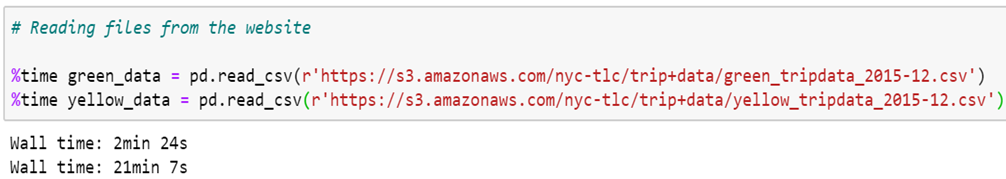 # Reading files from the website
%time green_data = pd.read_csv(r'https://s3.amazonaws.com/nyc-tlc/trip+data/green_tripdata_2015-12.csv')
%time yellow_data = pd.read_csv(r'https://s3.amazonaws.com/nyc-tlc/trip+data/yellow_tripdata_2015-12.csv')
Wall time: 2min 24s
Wall time: 21min 7s